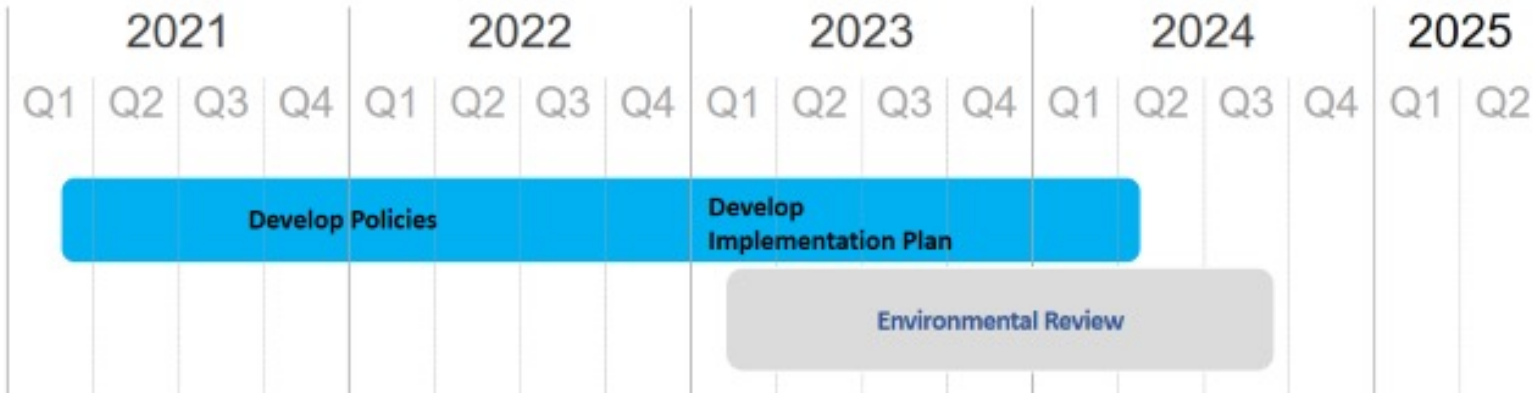 2021 2022 2023 2024 2025
Q1 Q2 Q3 Q4 Q1 Q2 Q3 Q4 Q1 Q2 Q3 Q4 Q1 Q2 Q3 Q4 Q1 Q2
Develop Policies
Develop
Implementation Plan
Environmental Review